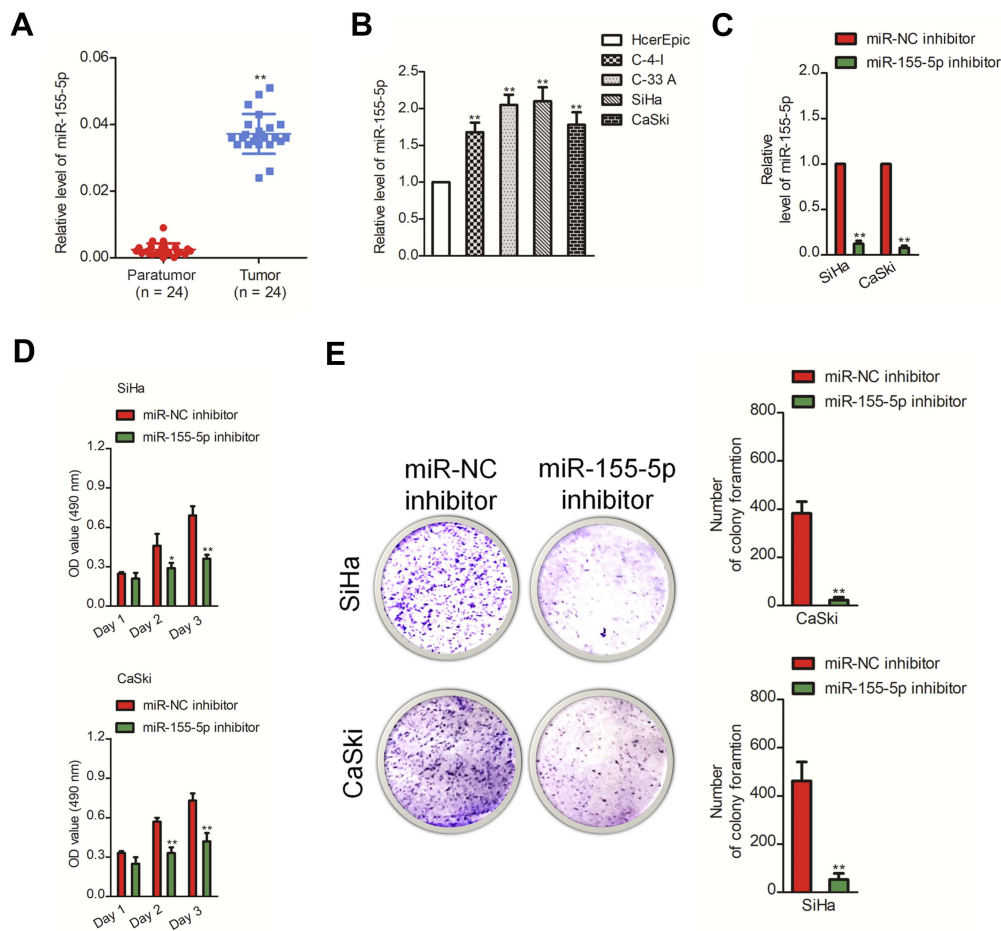 A
Relative level of miR-155-5p
0.06
0.04
0.02
0.00
**
Paratumor
(n = 24)
Tumor
(n = 24)
B
Relative level of miR-155-5p
2.5
2.0
1.5
1.0
0.5
0.0
**
**
**
**
HcerEpic
C-4-I
C-33 A
SiHa
CaSki
C
miR-NC inhibitor
miR-155-5p inhibitor
Relative
level of miR-155-5p
2.0
1.5
1.0
0.5
0.0
**
**
SiHa
CaSki
D
SiHa
miR-NC inhibitor
miR-155-5p inhibitor
OD value (490 nm)
1.2
0.9
0.6
0.3
0.0
*
**
Day 1
Day 2
Day 3
CaSki
miR-NC inhibitor
miR-155-5p inhibitor
OD value (490 nm)
1.2
0.9
0.6
0.3
0.0
**
**
Day 1
Day 2
Day 3
E
miR-NC
inhibitor
miR-155-5p
inhibitor
SiHa
CaSki
miR-NC inhibitor
miR-155-5p inhibitor
Number
of colony foramtion
800
600
400
200
0
**
CaSki
miR-NC inhibitor
miR-155-5p inhibitor
Number
of colony foramtion
800
600
400
200
0
**
SiHa